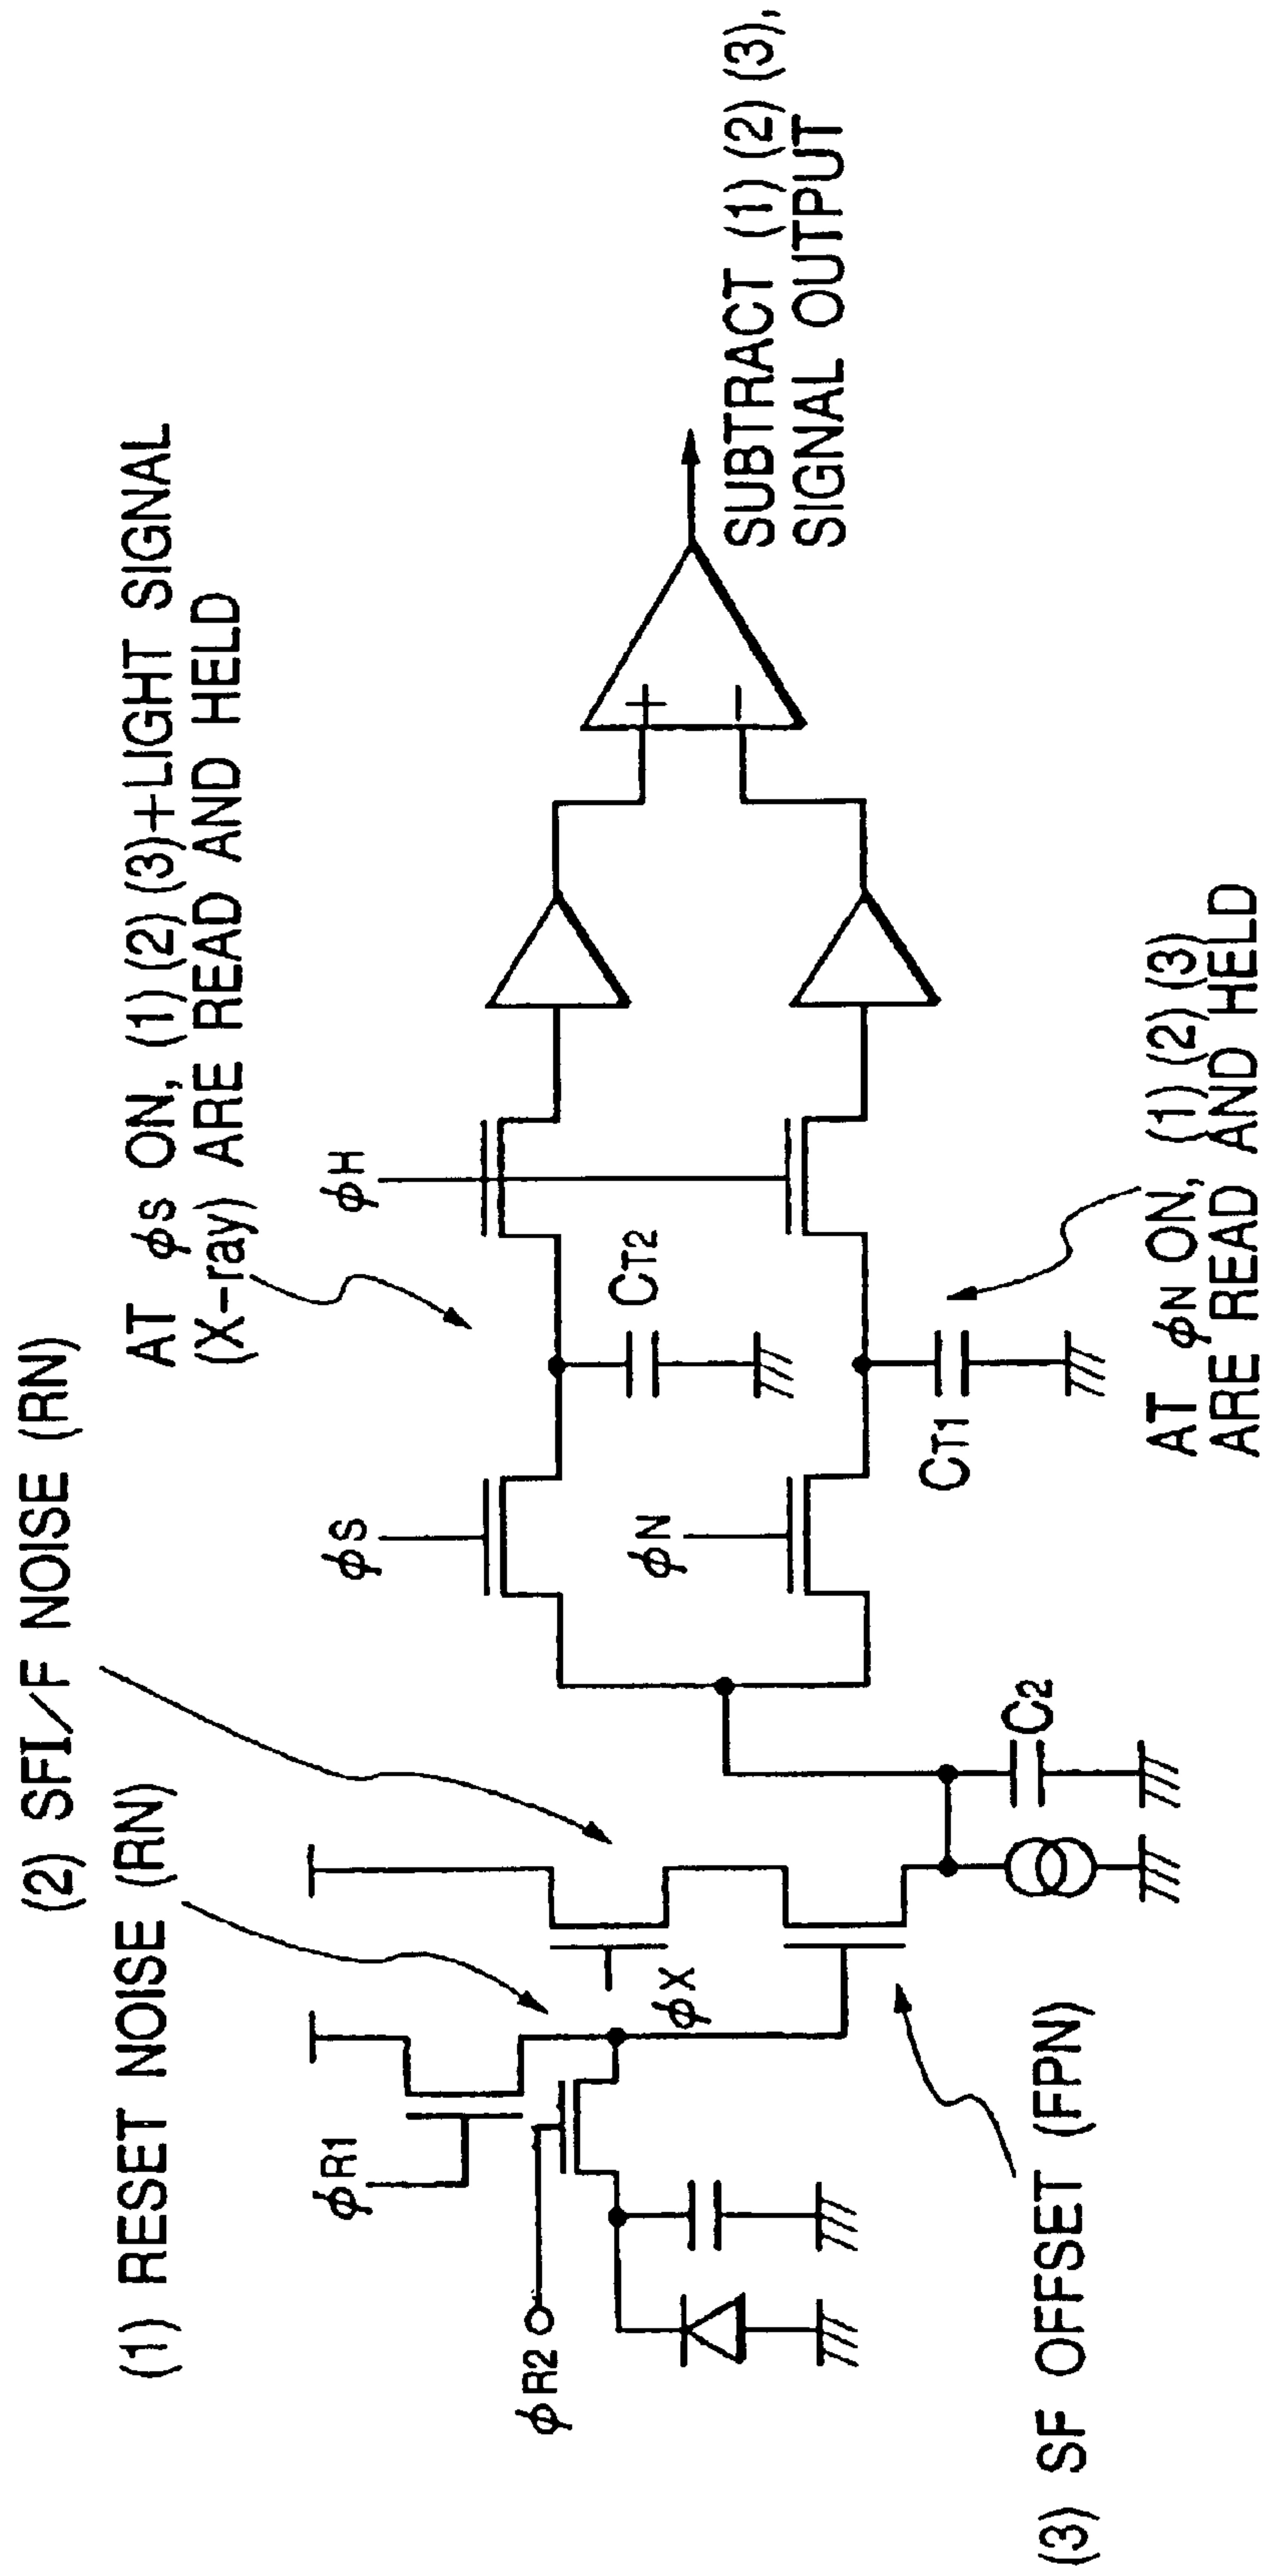 (1) RESET NOISE (RN)
(2) SFI/F NOISE (RN)
AT ϕS ON, (1) (2) (3)+LIGHT SIGNAL
(X-ray) ARE READ AND HELD
ϕR1
ϕR2
ϕX
ϕS
ϕN
ϕH
CT2
CT1
C2
+
−
SUBTRACT (1) (2) (3),
SIGNAL OUTPUT
(3) SF OFFSET (FPN)
AT ϕN ON, (1) (2) (3)
ARE READ AND HELD